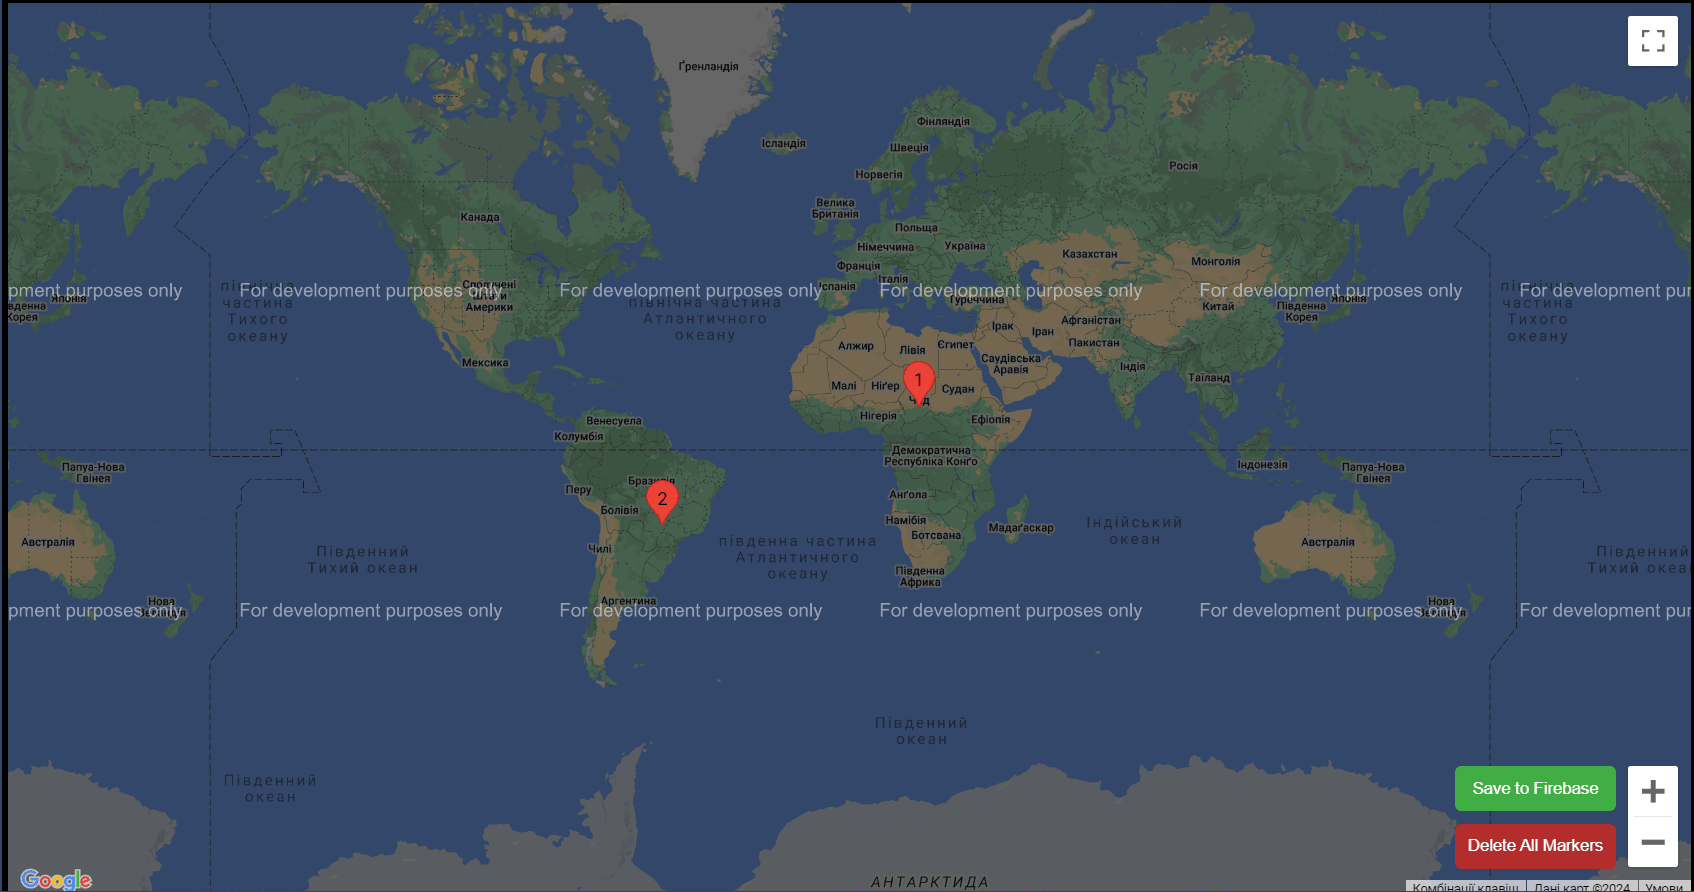 Ґренландія
Фінляндія
Ісландія
Швеція
Росія
Норвегія
Велика
Британія
Канада
Польща
Німеччина
Україна
Казахстан
Монголія
Франція
Італія
Іспанія
Сполучені
Штати
Америки
північна
частина
Тихого
океану
північна частина
Атлантичного
океану
For development purposes only
For development purposes only
For development purposes only
For development purposes only
For development pur
pment purposes only
Японія
вденна
Корея
Греччина
Китай
Південна
Корея
Японія
північна
частина
Тихого
океану
Афганістан
Ірак
Іран
Пакистан
Алжир
Лівія
Єгипет
Саудівська
Аравія
Індія
Таїланд
Мексика
Малі
Нігер
1
Судан
Чад
Нігерія
Ефіопія
Венесуела
Колумбія
Демократична
Республіка Конґо
Індонезія
Папуа-Нова
Гвінея
Папуа-Нова
Гвінея
Перу
Бразилія
2
Болівія
Ангола
Намібія
Ботсвана
Мадаґаскар
Індійський
океан
Австралія
Австралія
Чилі
південна частина
Атлантичного
океану
Південний
Тихий океан
Південний
Тихий океа
Південна
Африка
Аргентина
Нова
Зеландія
Нова
Зеландія
pment purposes only
For development purposes only
For development purposes only
For development purposes only
For development purposes only
For development pur
Південний
океан
Південний
океан
Save to Firebase
Delete All Markers
Google
АНТАРКТИДА
Комбінації клавіш
Дані карт ©2024
Умови